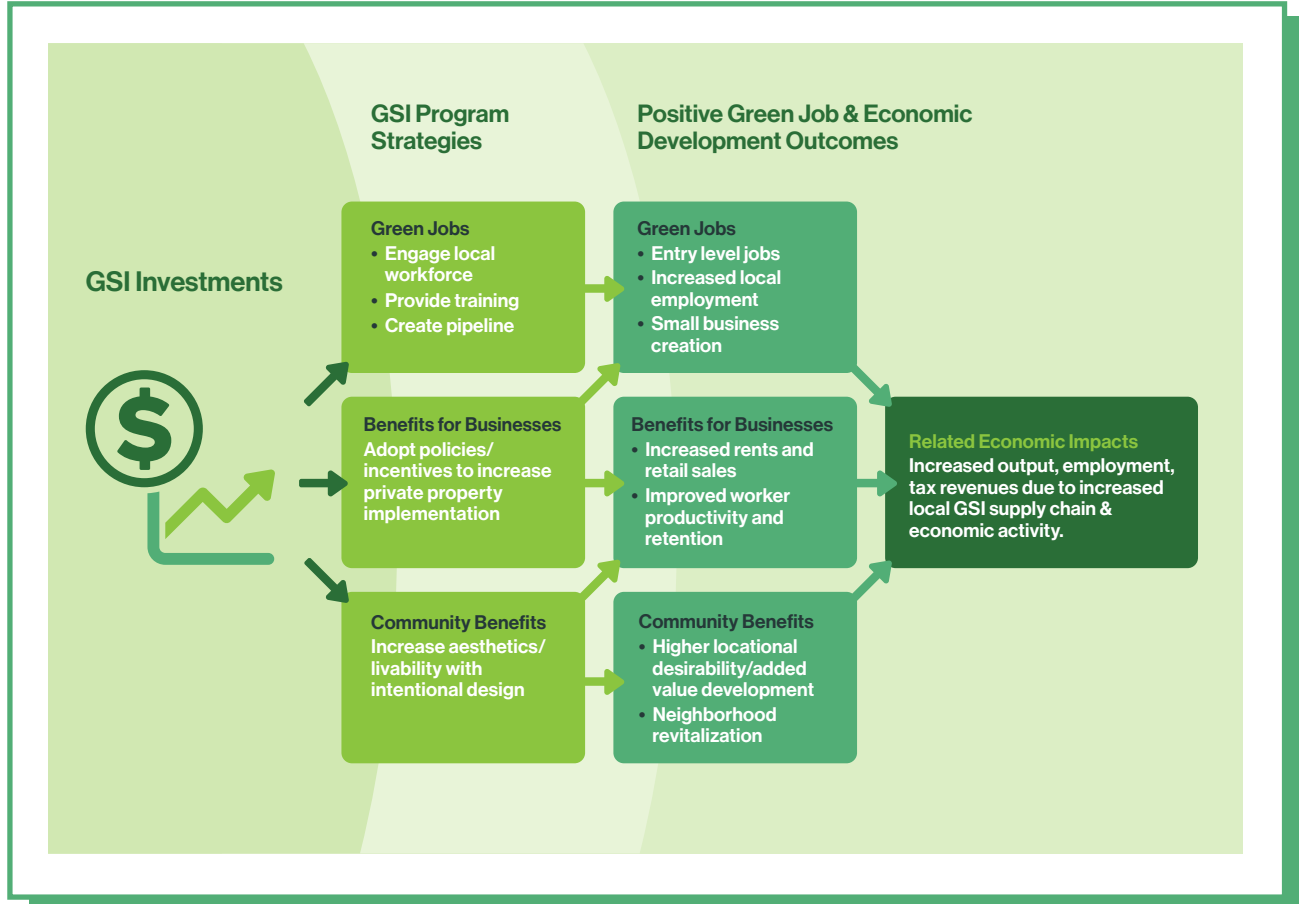 GSI Program
Strategies
Positive Green Job & Economic
Development Outcomes
GSI Investments
$
Green Jobs
• Engage local
workforce
• Provide training
• Create pipeline
Green Jobs
• Entry level jobs
• Increased local
employment
• Small business
creation
Benefits for Businesses
Adopt policies/
incentives to increase
private property
implementation
Benefits for Businesses
• Increased rents and
retail sales
• Improved worker
productivity and
retention
Related Economic Impacts
Increased output, employment,
tax revenues due to increased
local GSI supply chain &
economic activity.
Community Benefits
Increase aesthetics/
livability with
intentional design
Community Benefits
• Higher locational
desirability/added
value development
• Neighborhood
revitalization